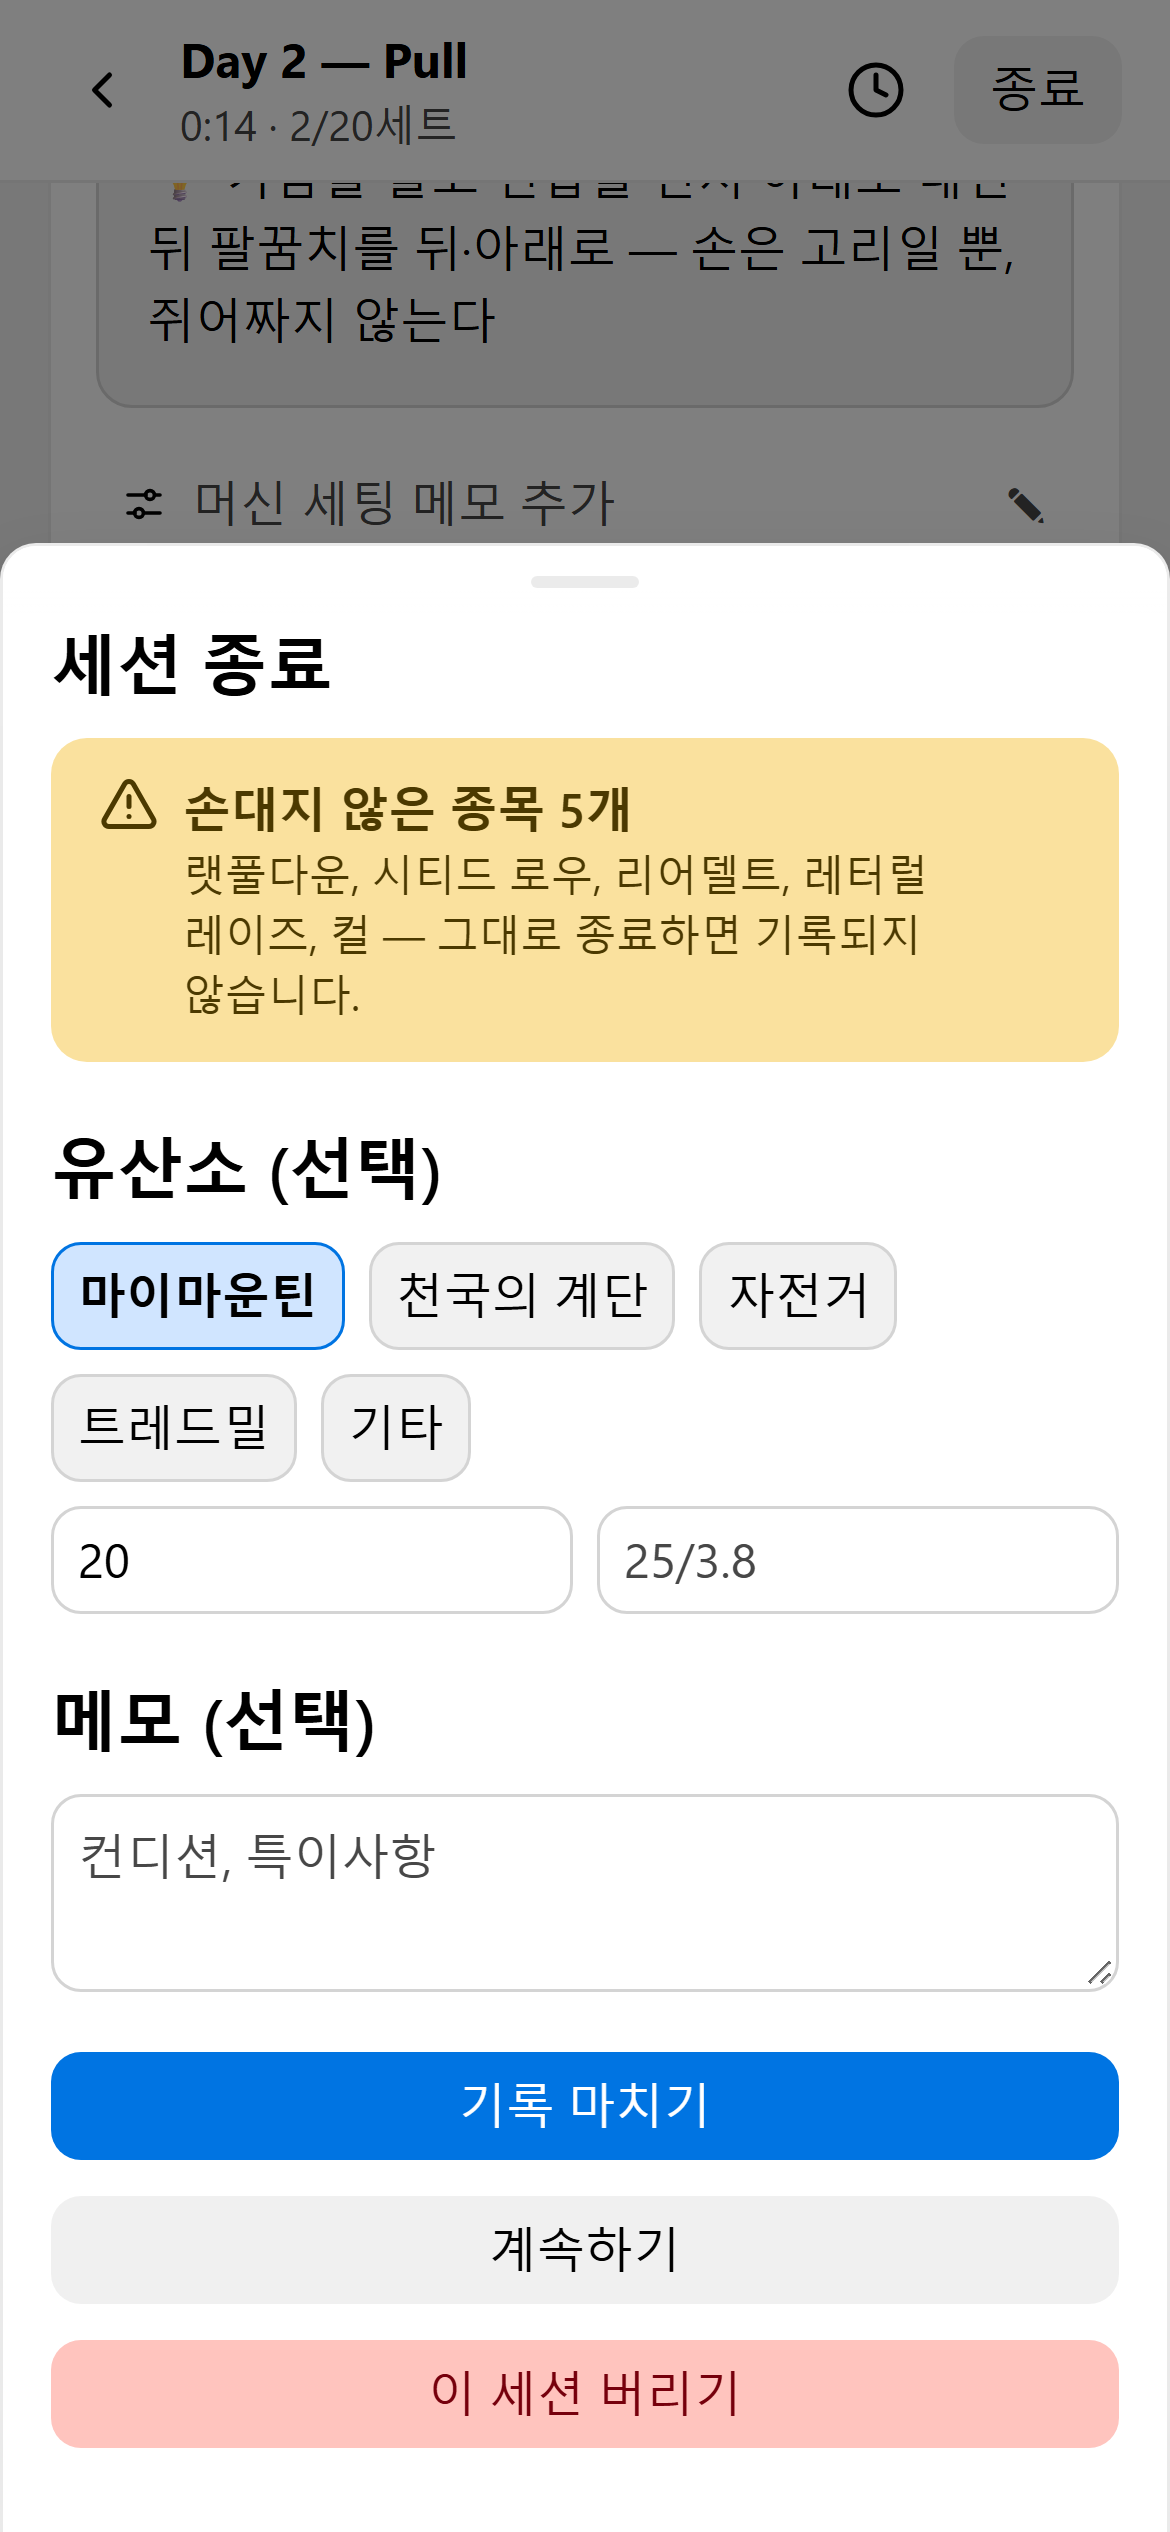 Day 2 — Pull
0:14 · 2/20세트
종료
뒤 팔꿈치를 뒤·아래로 — 손은 고리일 뿐,
쥐어짜지 않는다
머신 세팅 메모 추가
세션 종료
손대지 않은 종목 5개
랫풀다운, 시티드 로우, 리어델트, 레터럴
레이즈, 컬 — 그대로 종료하면 기록되지
않습니다.
유산소 (선택)
마이마운틴
천국의 계단
자전거
트레드밀
기타
20
25/3.8
메모 (선택)
컨디션, 특이사항
기록 마치기
계속하기
이 세션 버리기